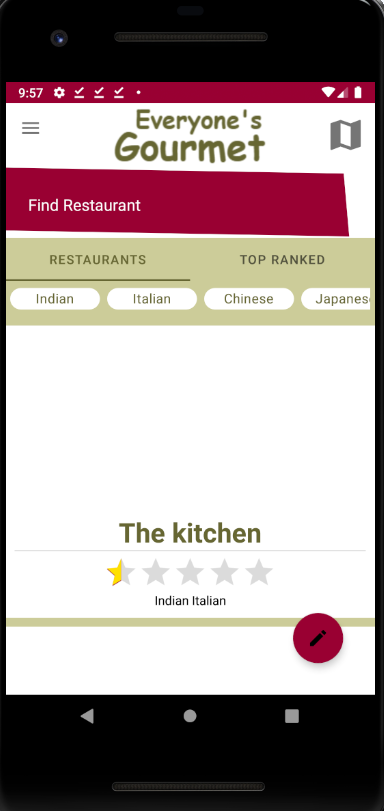 9:57
Everyone's
Gourmet
Find Restaurant
RESTAURANTS TOP RANKED
Indian Italian Chinese Japanes
The kitchen
Indian Italian